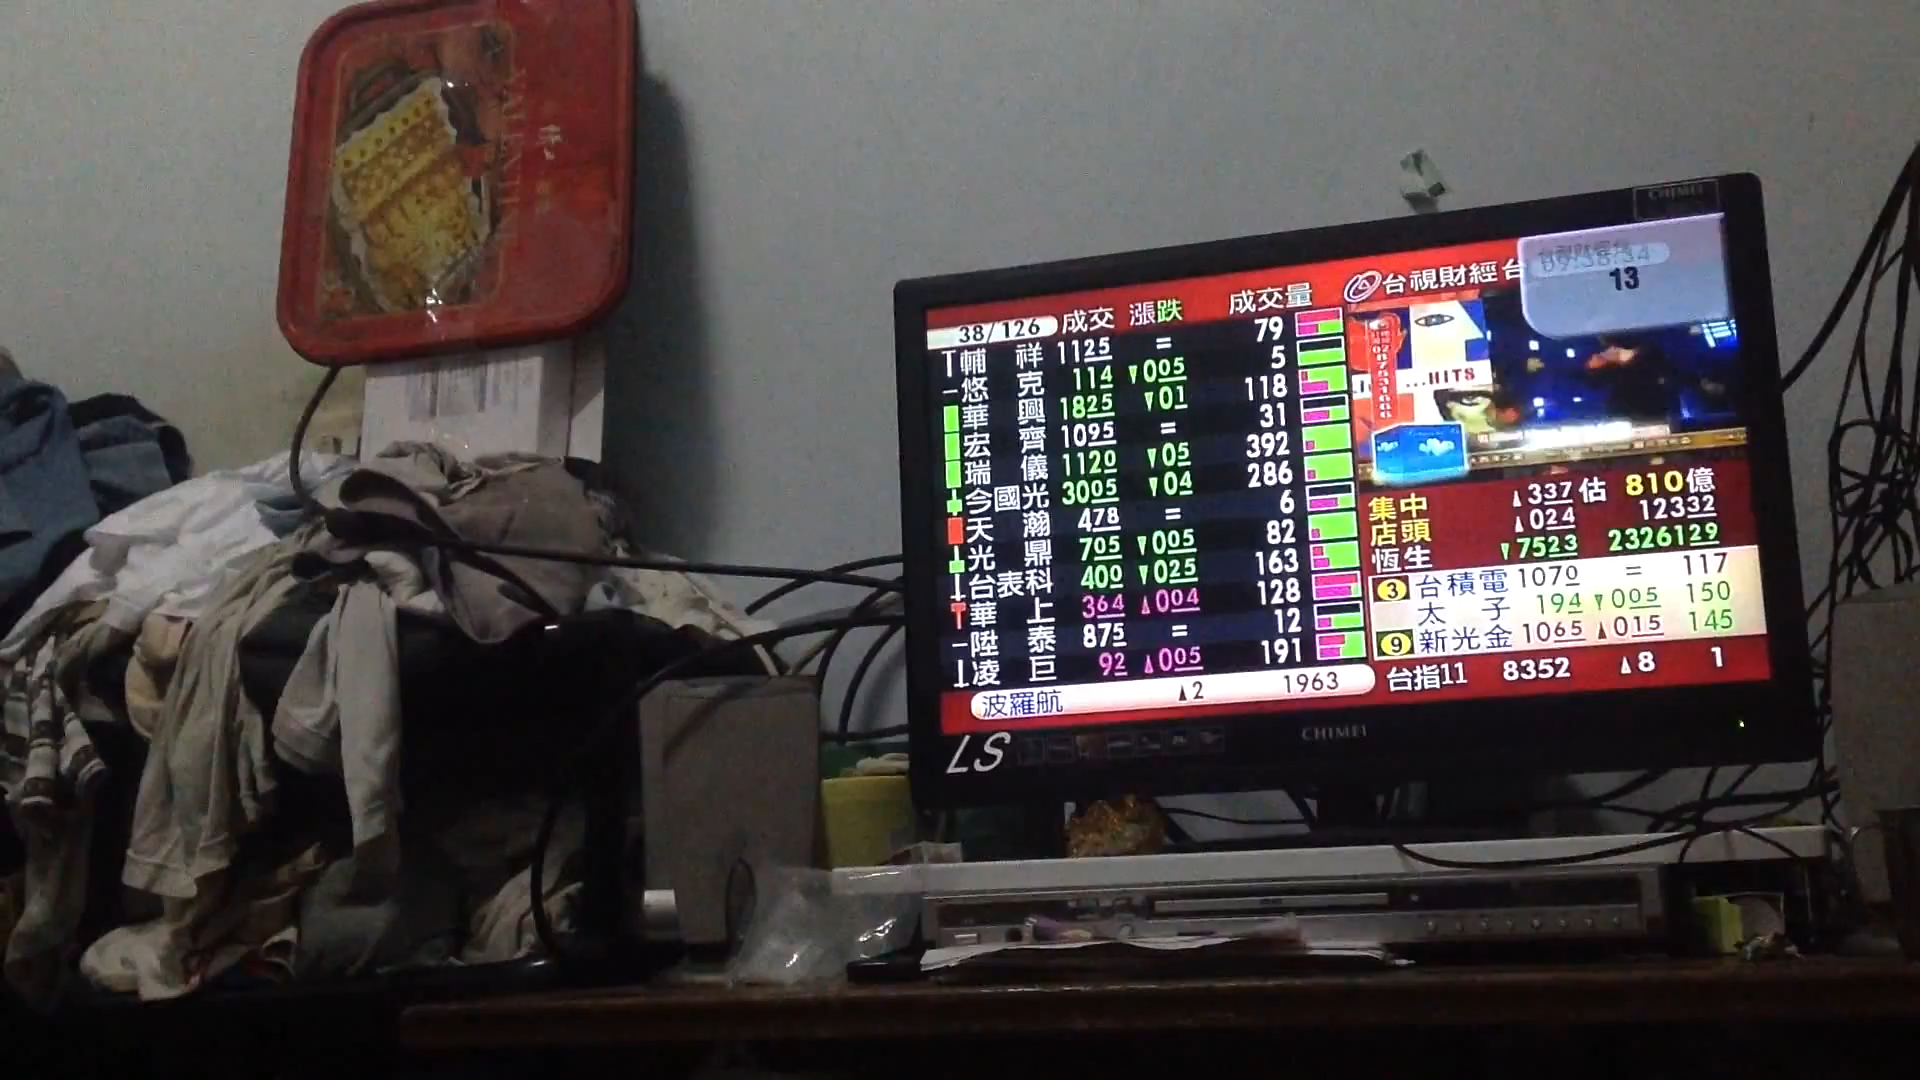 CHIMEI
38/126 成交 漲跌 成交量
輔祥 1125 = 79
悠克 114 ▼005 5
華興 1825 ▼01 118
宏齊 1095 = 31
瑞儀 1120 ▼05 392
今國光 3005 ▼04 286
天瀚 478 = 6
光鼎 705 ▼005 82
台表科 400 ▼025 163
華上 364 ▲004 128
陞泰 875 = 12
凌巨 92 ▲005 191
波羅航 ▲2 1963
台視財經台
13
...HITS
集中 ▲337 估 810億
店頭 ▲024 12332
恆生 ▼7523 2326129
3 台積電 1070 = 117
太子 194 ▼005 150
9 新光金 1065 ▲015 145
台指11 8352 ▲8 1
LS
CHIMEI